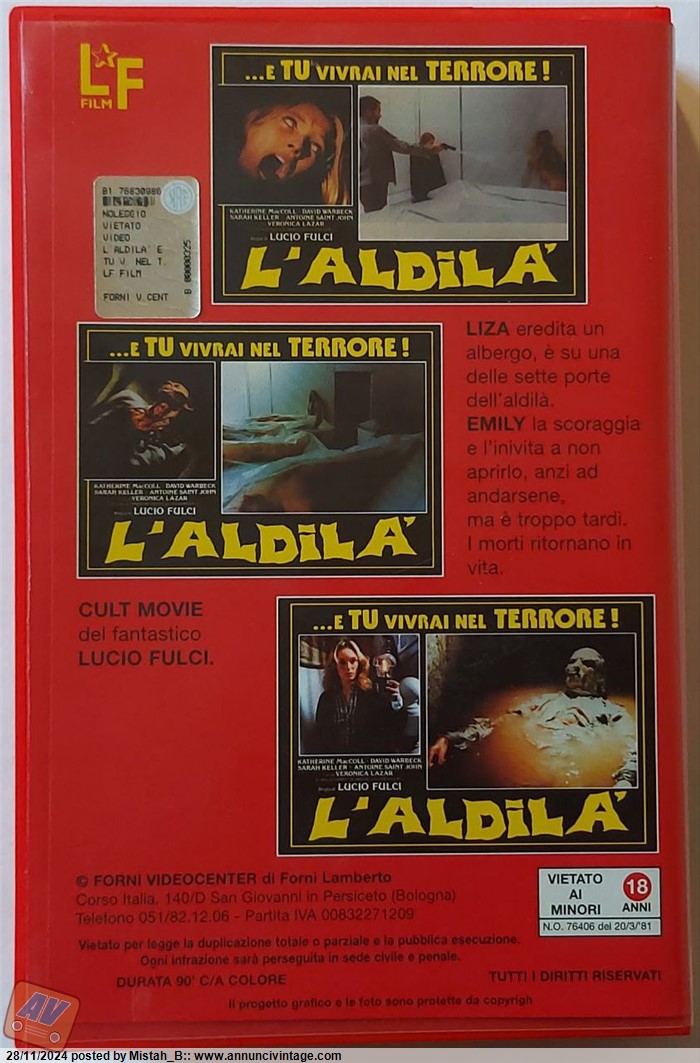 LF
FILM
...E TU VIVRAI NEL TERRORE!
KATHERINE MacCOLL - DAVID WARBECK
SARAH KELLER - ANTOINE SAINT JOHN
VERONICA LAZAR
LUCIO FULCI
L'ALDILA'
B1 76830986
NOLEGGIO
VIETATO
VIDEO
L'ALDILA' E
TU V. NEL T.
LF FILM
FORNI V.CENT
B 00000325
...E TU VIVRAI NEL TERRORE!
KATHERINE MacCOLL - DAVID WARBECK
SARAH KELLER - ANTOINE SAINT JOHN
VERONICA LAZAR
LUCIO FULCI
L'ALDILA'
LIZA eredita un
albergo, è su una
delle sette porte
dell'aldilà.
EMILY la scoraggia
e l'inivita a non
aprirlo, anzi ad
andarsene,
ma è troppo tardi.
I morti ritornano in
vita.
CULT MOVIE
del fantastico
LUCIO FULCI.
...E TU VIVRAI NEL TERRORE!
KATHERINE MacCOLL - DAVID WARBECK
SARAH KELLER - ANTOINE SAINT JOHN
VERONICA LAZAR
LUCIO FULCI
L'ALDILA'
© FORNI VIDEOCENTER di Forni Lamberto
Corso Italia, 140/D San Giovanni in Persiceto (Bologna)
Telefono 051/82.12.06 - Partita IVA 00832271209
VIETATO
AI
MINORI
18
ANNI
N.O. 76406 del 20/3/'81
Vietato per legge la duplicazione totale o parziale e la pubblica esecuzione.
Ogni infrazione sarà perseguita in sede civile e penale.
DURATA 90' C/A COLORE
TUTTI I DIRITTI RISERVATI
Il progetto grafico e le foto sono protette da copyrigh
AV
28/11/2024 posted by Mistah_B:: www.annuncivintage.com